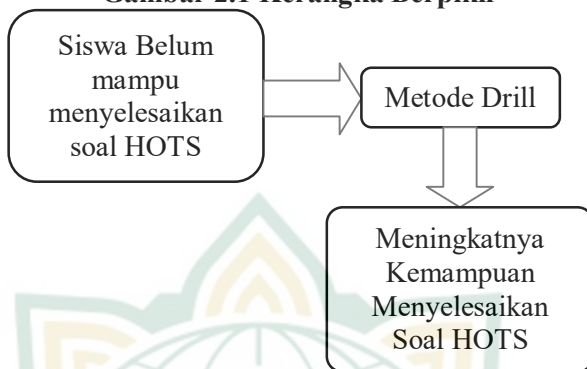 Gambar 2.1 Kerangka Berpikir
Siswa Belum
mampu
menyelesaikan
soal HOTS
Metode Drill
Meningkatnya
Kemampuan
Menyelesaikan
Soal HOTS